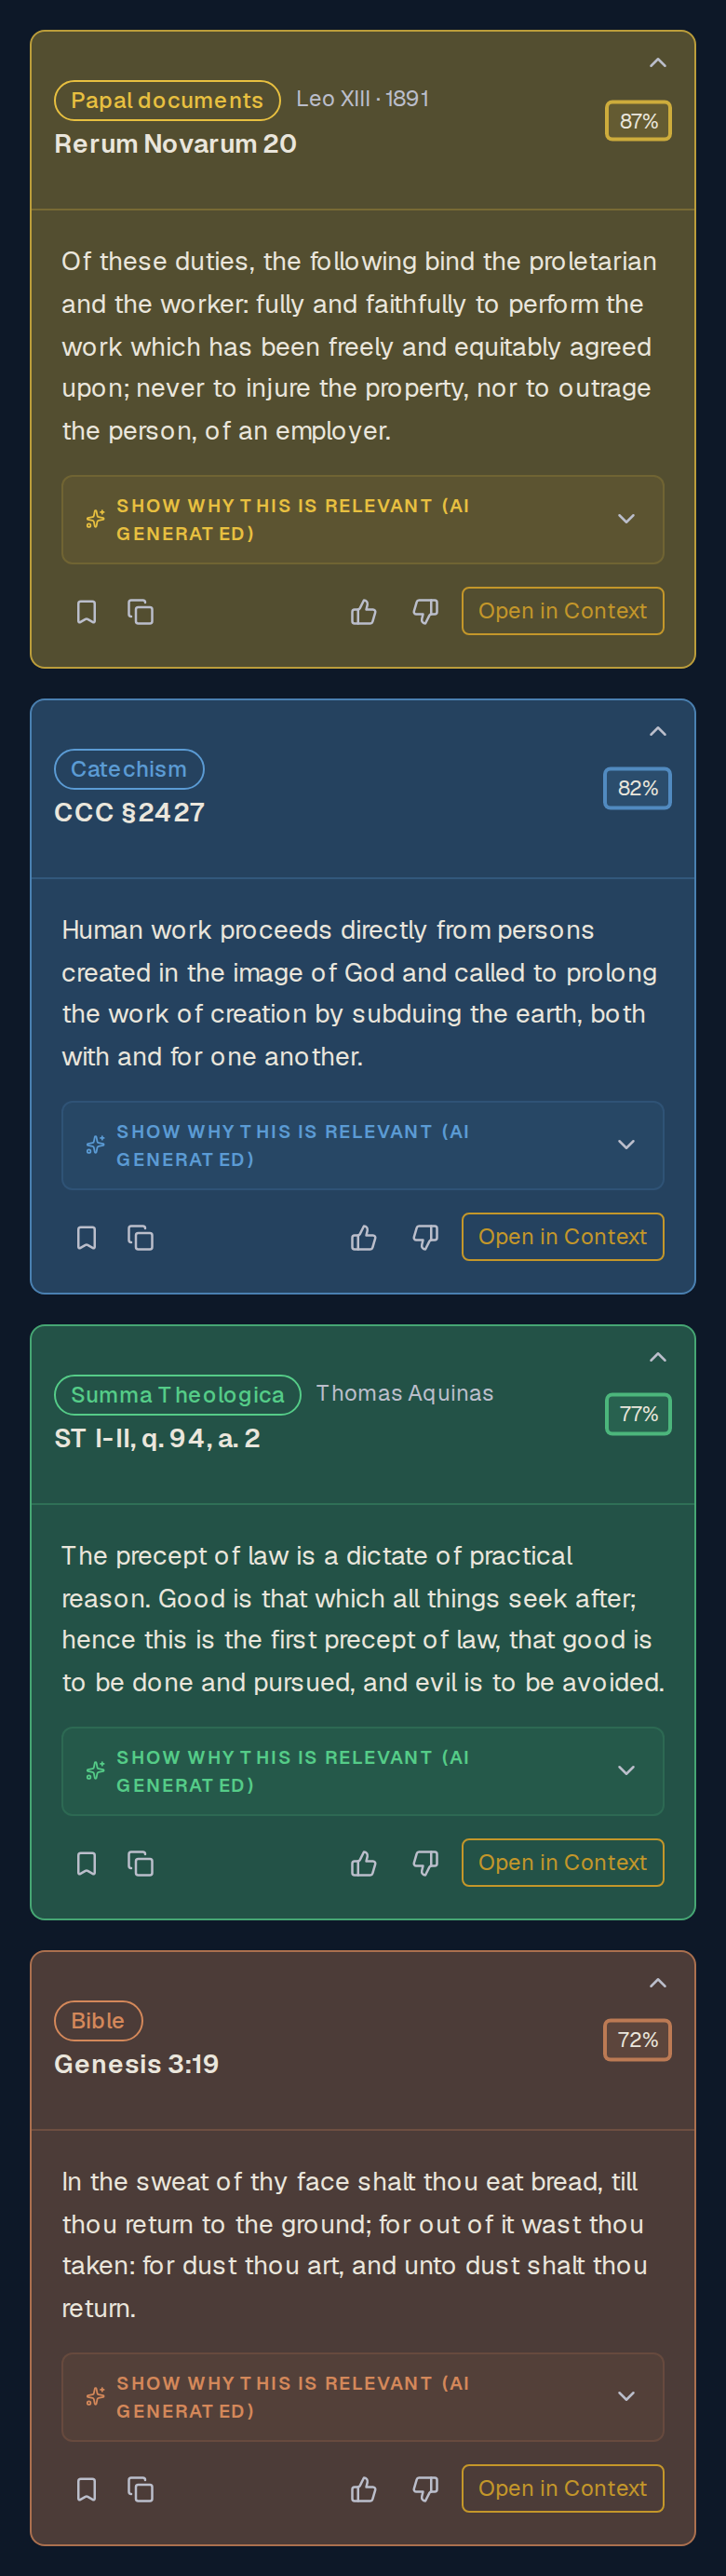 Papal documents Leo XIII · 1891
87%
Rerum Novarum 20
Of these duties, the following bind the proletarian
and the worker: fully and faithfully to perform the
work which has been freely and equitably agreed
upon; never to injure the property, nor to outrage
the person, of an employer.
SHOW WHY THIS IS RELEVANT (AI
GENERATED)
Open in Context
Catechism
82%
CCC §2427
Human work proceeds directly from persons
created in the image of God and called to prolong
the work of creation by subduing the earth, both
with and for one another.
SHOW WHY THIS IS RELEVANT (AI
GENERATED)
Open in Context
Summa Theologica Thomas Aquinas
77%
ST I-II, q. 94, a. 2
The precept of law is a dictate of practical
reason. Good is that which all things seek after;
hence this is the first precept of law, that good is
to be done and pursued, and evil is to be avoided.
SHOW WHY THIS IS RELEVANT (AI
GENERATED)
Open in Context
Bible
72%
Genesis 3:19
In the sweat of thy face shalt thou eat bread, till
thou return to the ground; for out of it wast thou
taken: for dust thou art, and unto dust shalt thou
return.
SHOW WHY THIS IS RELEVANT (AI
GENERATED)
Open in Context